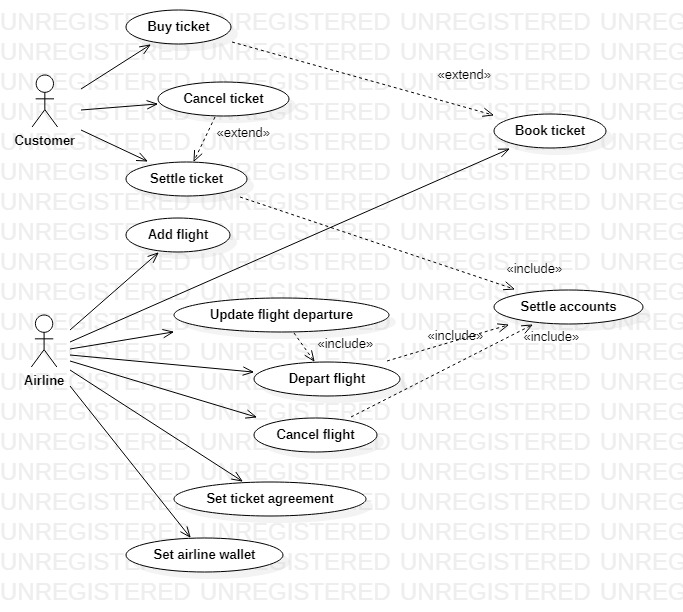 Buy ticket
«extend»
Cancel ticket
Book ticket
«extend»
Customer
Settle ticket
Add flight
«include»
Settle accounts
Update flight departure
«include»
«include»
«include»
Airline
Depart flight
Cancel flight
Set ticket agreement
Set airline wallet
UNREGISTERED UNREGISTERED UNREGISTERED UNREGISTERED